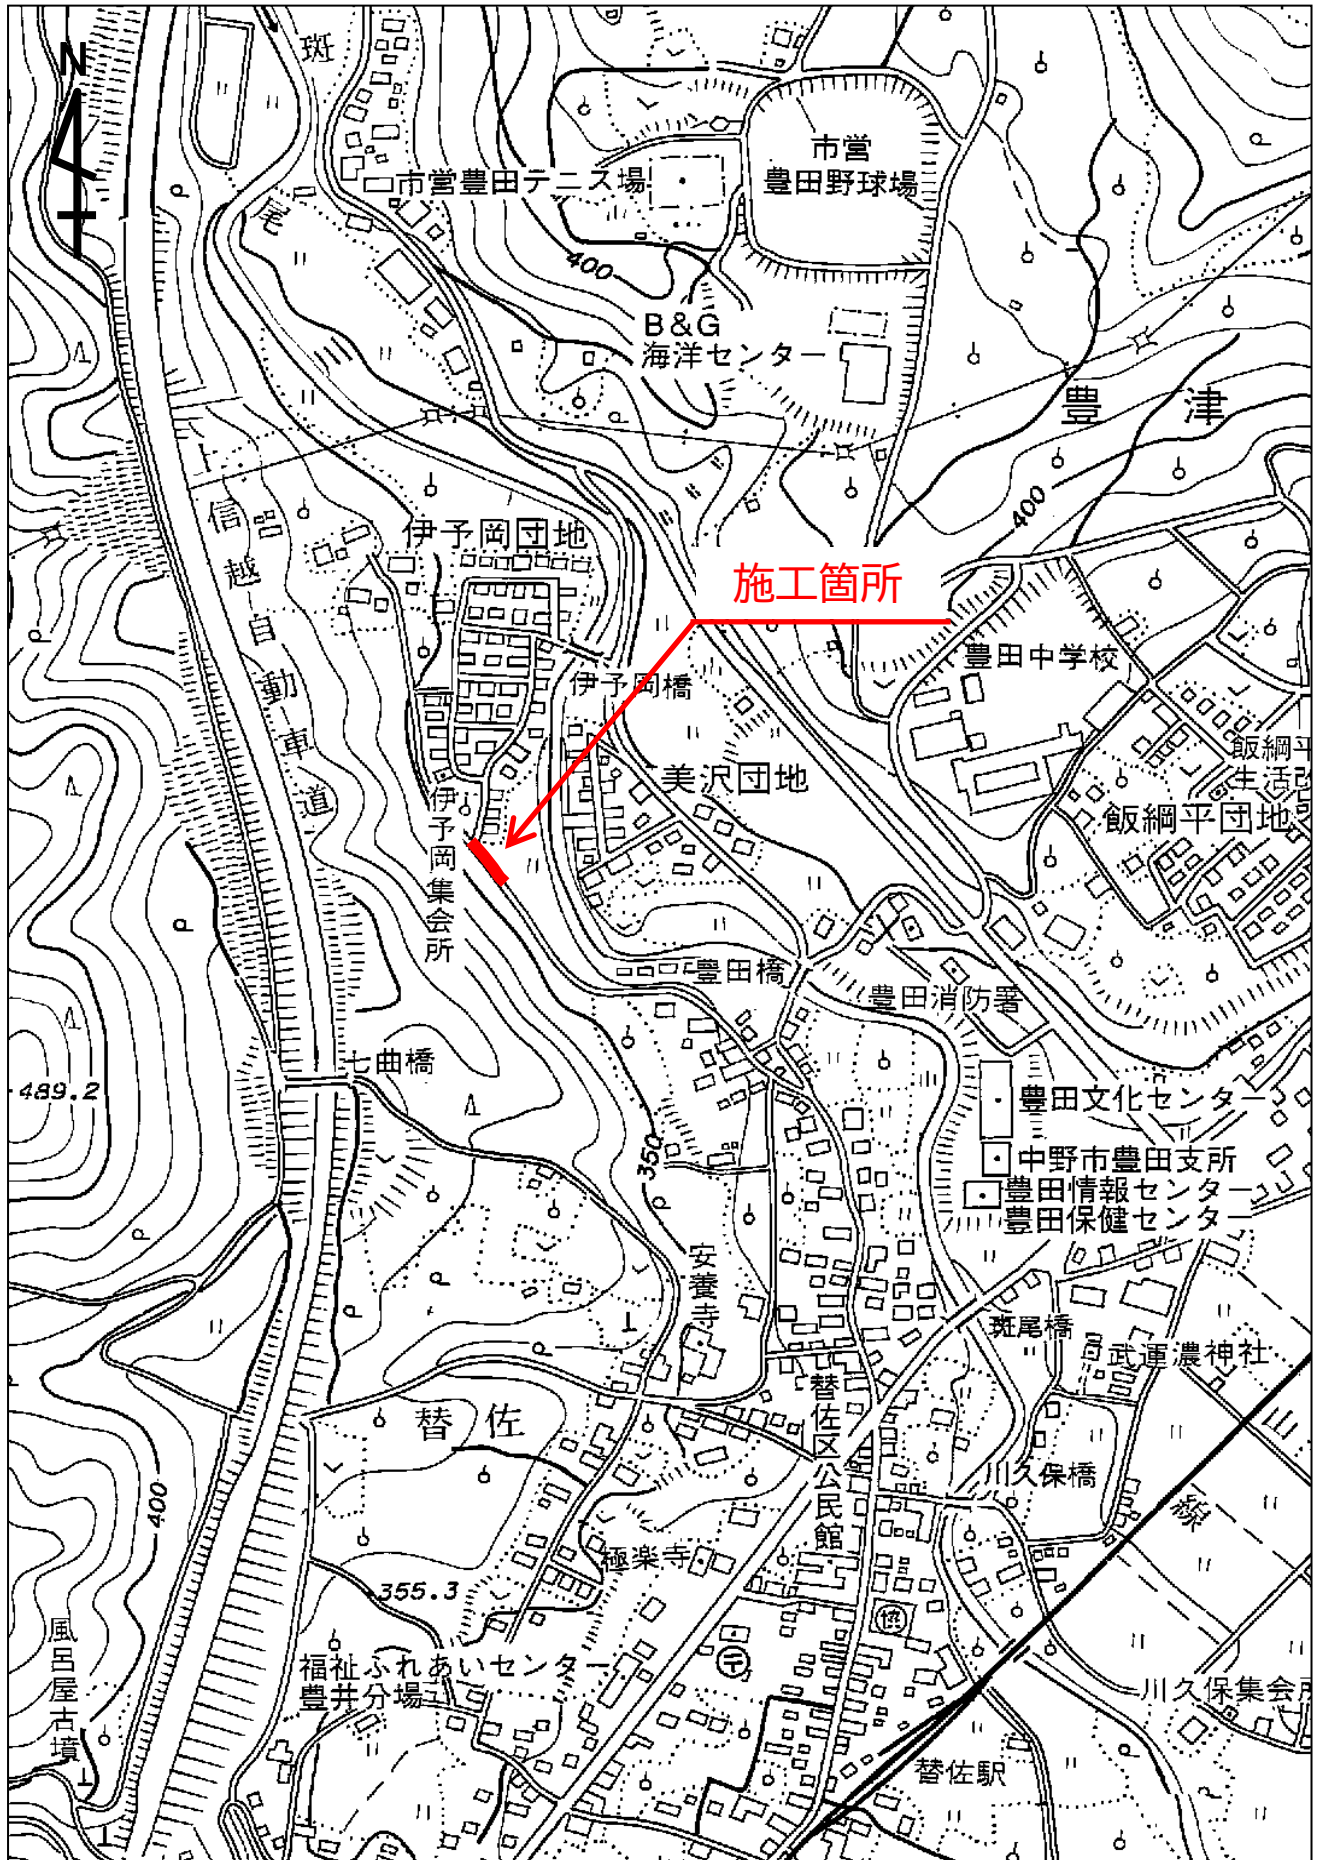 N
斑
尾
市営
豊田野球場
市営豊田テニス場
400
B&G
海洋センター
豊津
400
上信越自動車道
伊予岡団地
施工箇所
豊田中学校
伊予岡橋
美沢団地
飯綱平
飯綱平団地
伊予岡集会所
豊田橋
豊田消防署
七曲橋
489.2
豊田文化センター
中野市豊田支所
豊田情報センター
豊田保健センター
350
安養寺
斑尾橋
武運濃神社
替佐
替佐区公民館
川久保橋
山
線
400
極楽寺
355.3
協
〒
風呂屋古墳
福祉ふれあいセンター
豊井分場
川久保集会所
替佐駅